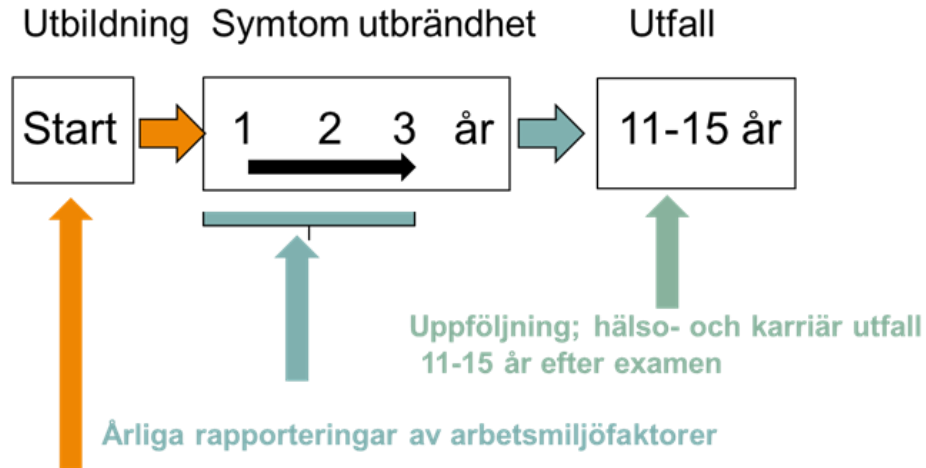 Utbildning Symtom utbrändhet Utfall
Start 1 2 3 år 11-15 år
Uppföljning; hälso- och karriär utfall
11-15 år efter examen
Årliga rapporteringar av arbetsmiljöfaktorer